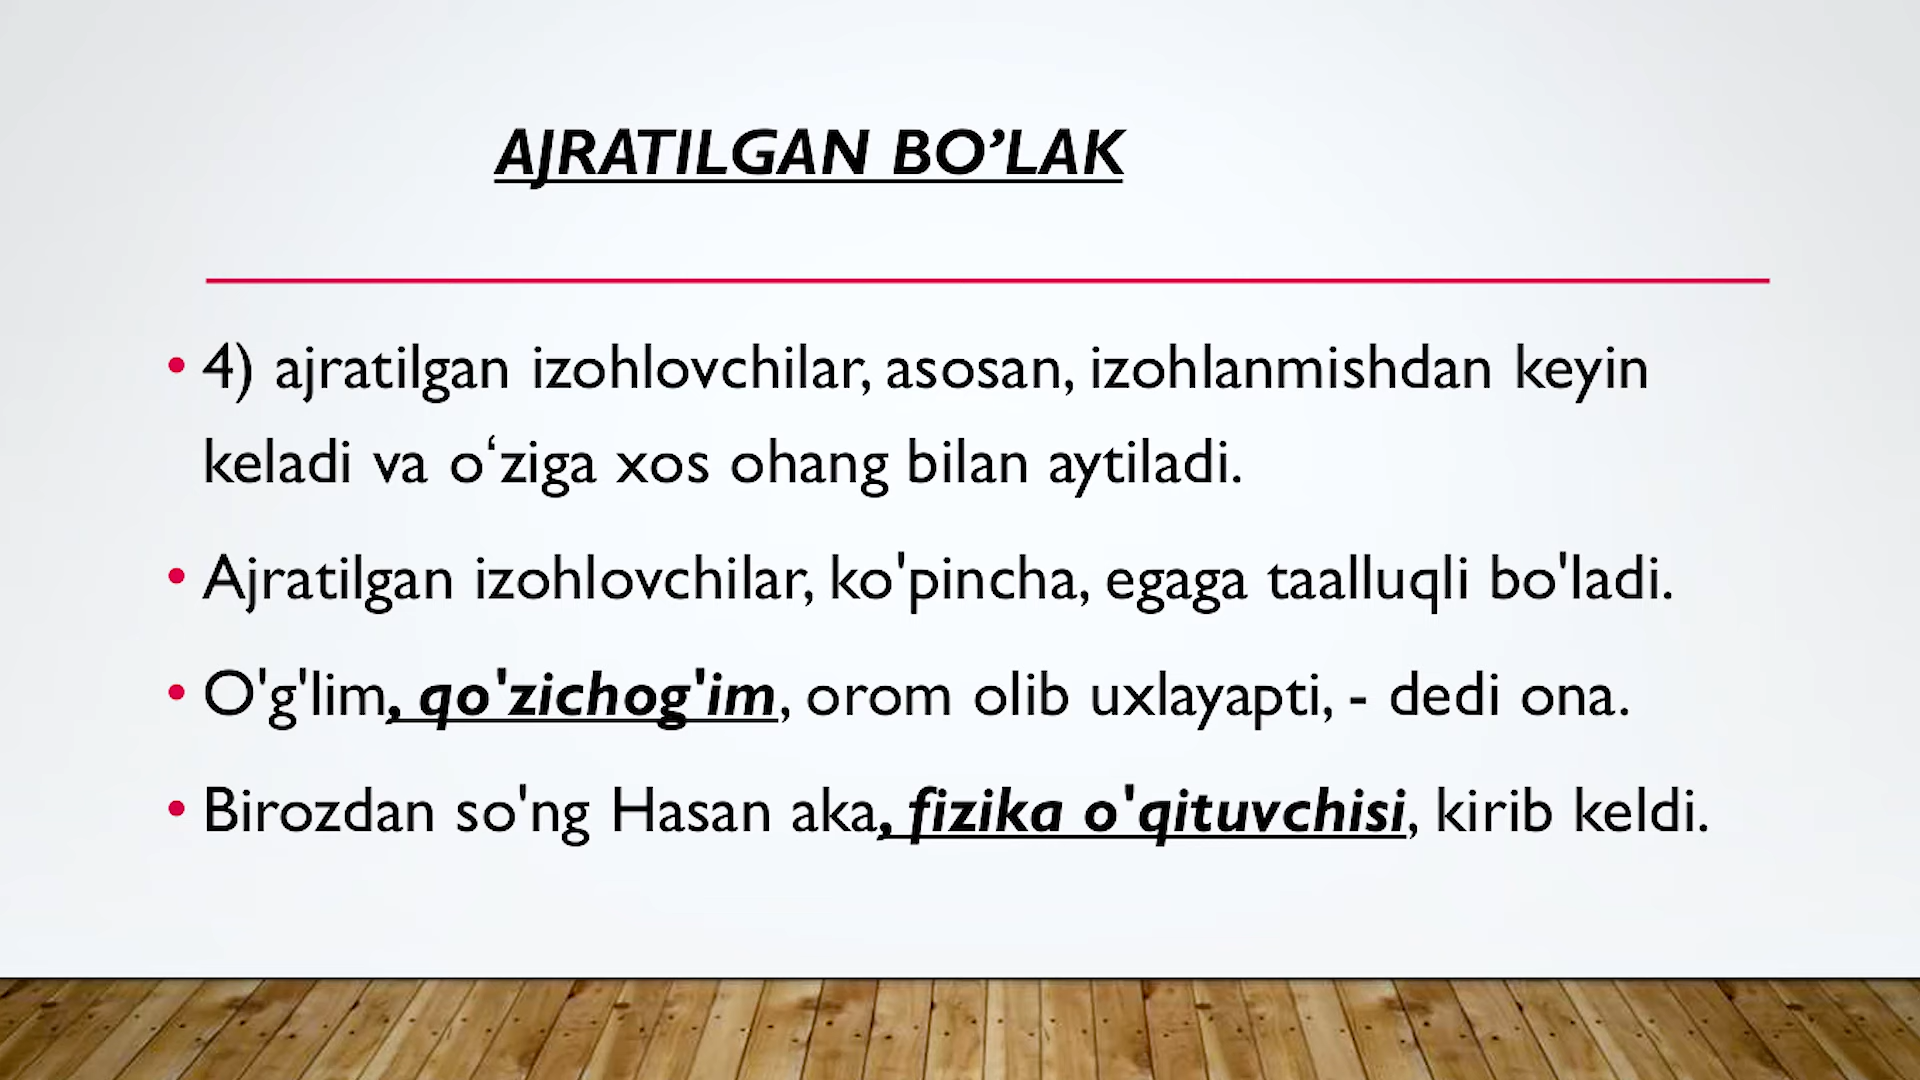 AJRATILGAN BO’LAK
• 4) ajratilgan izohlovchilar, asosan, izohlanmishdan keyin
keladi va o‘ziga xos ohang bilan aytiladi.
• Ajratilgan izohlovchilar, ko'pincha, egaga taalluqli bo'ladi.
• O'g'lim, qo'zichog'im, orom olib uxlayapti, - dedi ona.
• Birozdan so'ng Hasan aka, fizika o'qituvchisi, kirib keldi.